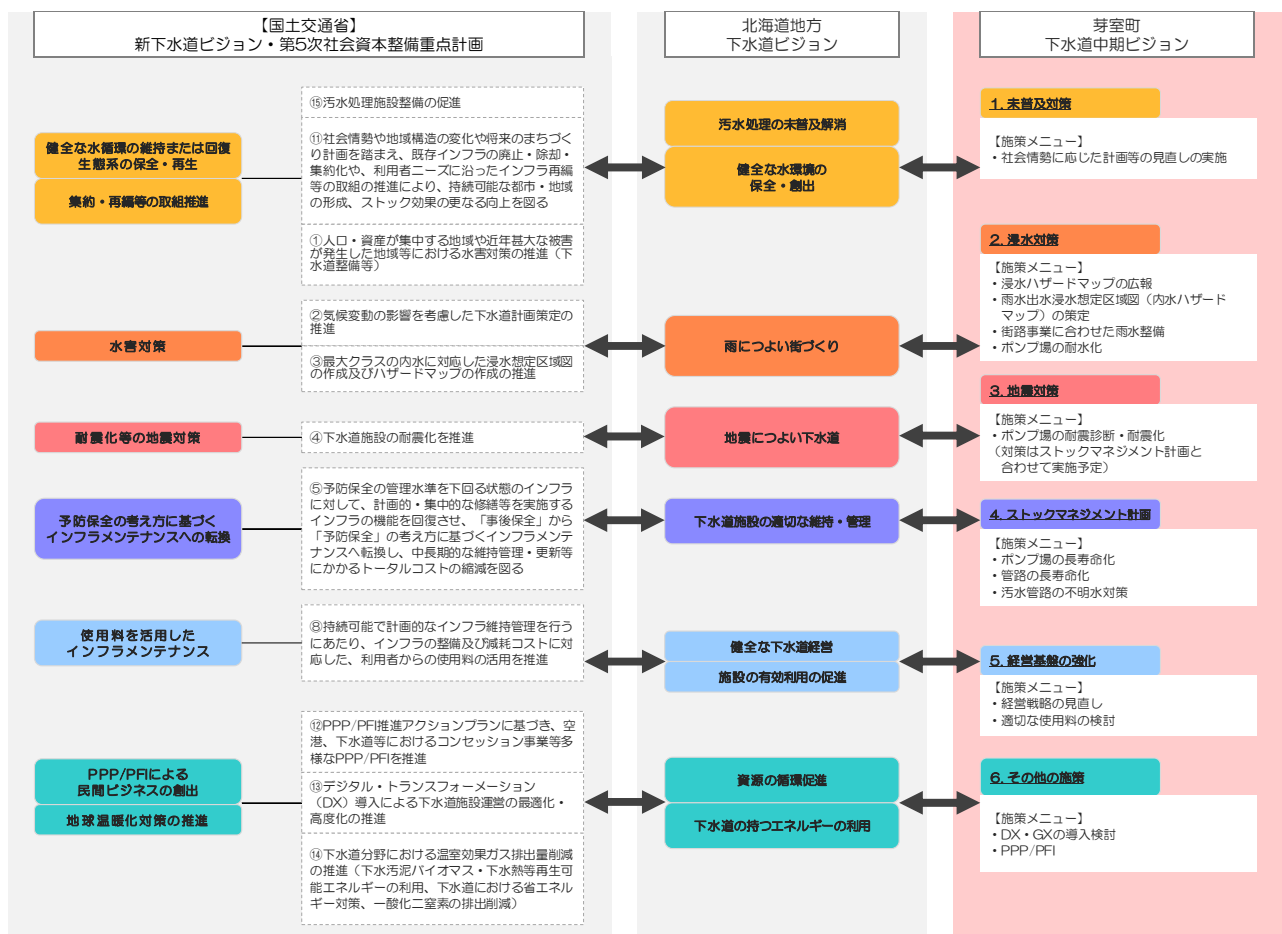 【国土交通省】
新下水道ビジョン・第5次社会資本整備重点計画
北海道地方
下水道ビジョン
芽室町
下水道中期ビジョン
健全な水循環の維持または回復
生態系の保全・再生
集約・再編等の取組推進
⑮汚水処理施設整備の促進
⑪社会情勢や地域構造の変化や将来のまちづく
り計画を踏まえ、既存インフラの廃止・除却・
集約化や、利用者ニーズに沿ったインフラ再編
等の取組の推進により、持続可能な都市・地域
の形成、ストック効果の更なる向上を図る
①人口・資産が集中する地域や近年甚大な被害
が発生した地域等における水害対策の推進（下
水道整備等）
汚水処理の未普及解消
健全な水環境の
保全・創出
1. 未普及対策
【施策メニュー】
・社会情勢に応じた計画等の見直しの実施
水害対策
②気候変動の影響を考慮した下水道計画策定の
推進
③最大クラスの内水に対応した浸水想定区域図
の作成及びハザードマップの作成の推進
雨につよい街づくり
2. 浸水対策
【施策メニュー】
・浸水ハザードマップの広報
・雨水出水浸水想定区域図（内水ハザード
マップ）の策定
・街路事業に合わせた雨水整備
・ポンプ場の耐水化
耐震化等の地震対策
④下水道施設の耐震化を推進
地震につよい下水道
3. 地震対策
【施策メニュー】
・ポンプ場の耐震診断・耐震化
（対策はストックマネジメント計画と
合わせて実施予定）
予防保全の考え方に基づく
インフラメンテナンスへの転換
⑤予防保全の管理水準を下回る状態のインフラ
に対して、計画的・集中的な修繕等を実施する
インフラの機能を回復させ、「事後保全」から
「予防保全」の考え方に基づくインフラメンテ
ナンスへ転換し、中長期的な維持管理・更新等
にかかるトータルコストの縮減を図る
下水道施設の適切な維持・管理
4. ストックマネジメント計画
【施策メニュー】
・ポンプ場の長寿命化
・管路の長寿命化
・汚水管路の不明水対策
使用料を活用した
インフラメンテナンス
⑧持続可能で計画的なインフラ維持管理を行う
にあたり、インフラの整備及び減耗コストに対
応した、利用者からの使用料の活用を推進
健全な下水道経営
施設の有効利用の促進
5. 経営基盤の強化
【施策メニュー】
・経営戦略の見直し
・適切な使用料の検討
PPP/PFIによる
民間ビジネスの創出
地球温暖化対策の推進
⑫PPP/PFI推進アクションプランに基づき、空
港、下水道等におけるコンセッション事業等多
様なPPP/PFIを推進
⑬デジタル・トランスフォーメーション
（DX）導入による下水道施設運営の最適化・
高度化の推進
⑭下水道分野における温室効果ガス排出量削減
の推進（下水汚泥バイオマス・下水熱等再生可
能エネルギーの利用、下水道における省エネル
ギー対策、一酸化二窒素の排出削減）
資源の循環促進
下水道の持つエネルギーの利用
6. その他の施策
【施策メニュー】
・DX・GXの導入検討
・PPP/PFI